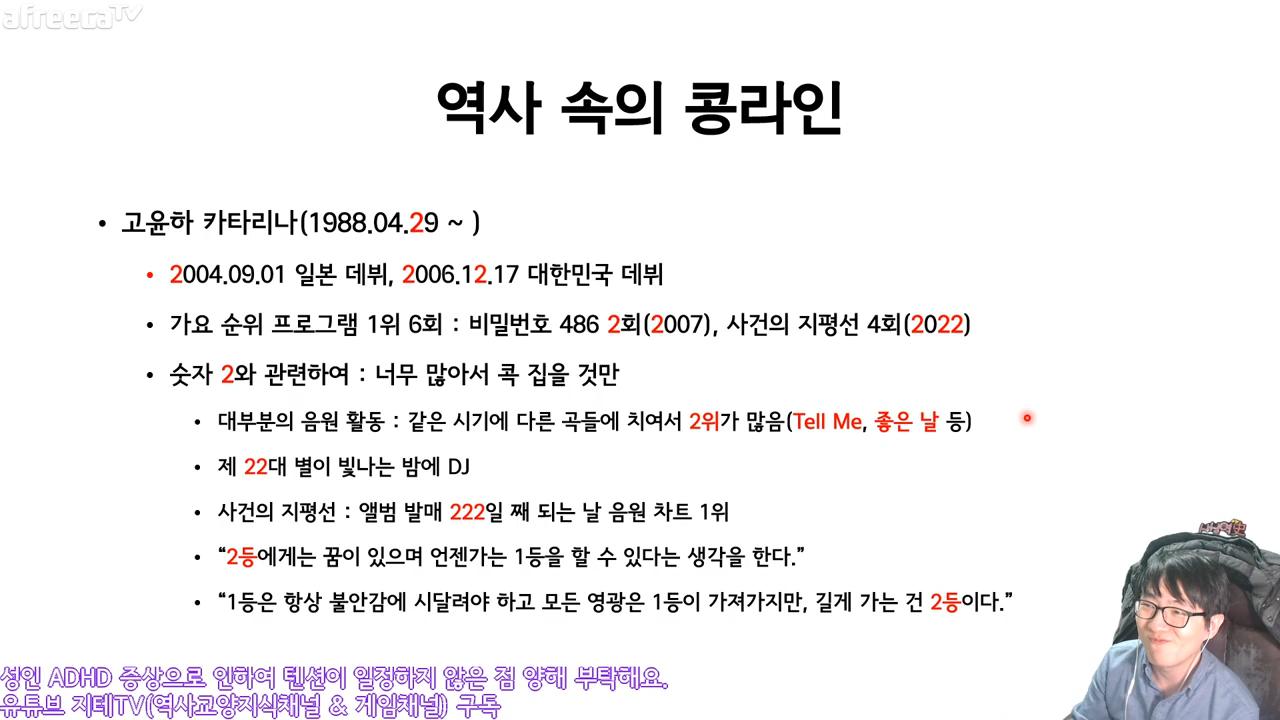 afreecaTV
역사 속의 콩라인
• 고윤하 카타리나(1988.04.29 ~ )
• 2004.09.01 일본 데뷔, 2006.12.17 대한민국 데뷔
• 가요 순위 프로그램 1위 6회 : 비밀번호 486 2회(2007), 사건의 지평선 4회(2022)
• 숫자 2와 관련하여 : 너무 많아서 콕 집을 것만
• 대부분의 음원 활동 : 같은 시기에 다른 곡들에 치여서 2위가 많음(Tell Me, 좋은 날 등)
• 제 22대 별이 빛나는 밤에 DJ
• 사건의 지평선 : 앨범 발매 222일 째 되는 날 음원 차트 1위
• “2등에게는 꿈이 있으며 언젠가는 1등을 할 수 있다는 생각을 한다.”
• “1등은 항상 불안감에 시달려야 하고 모든 영광은 1등이 가져가지만, 길게 가는 건 2등이다.”
성인 ADHD 증상으로 인하여 텐션이 일정하지 않은 점 양해 부탁해요.
유튜브 지테TV(역사교양지식채널 & 게임채널) 구독